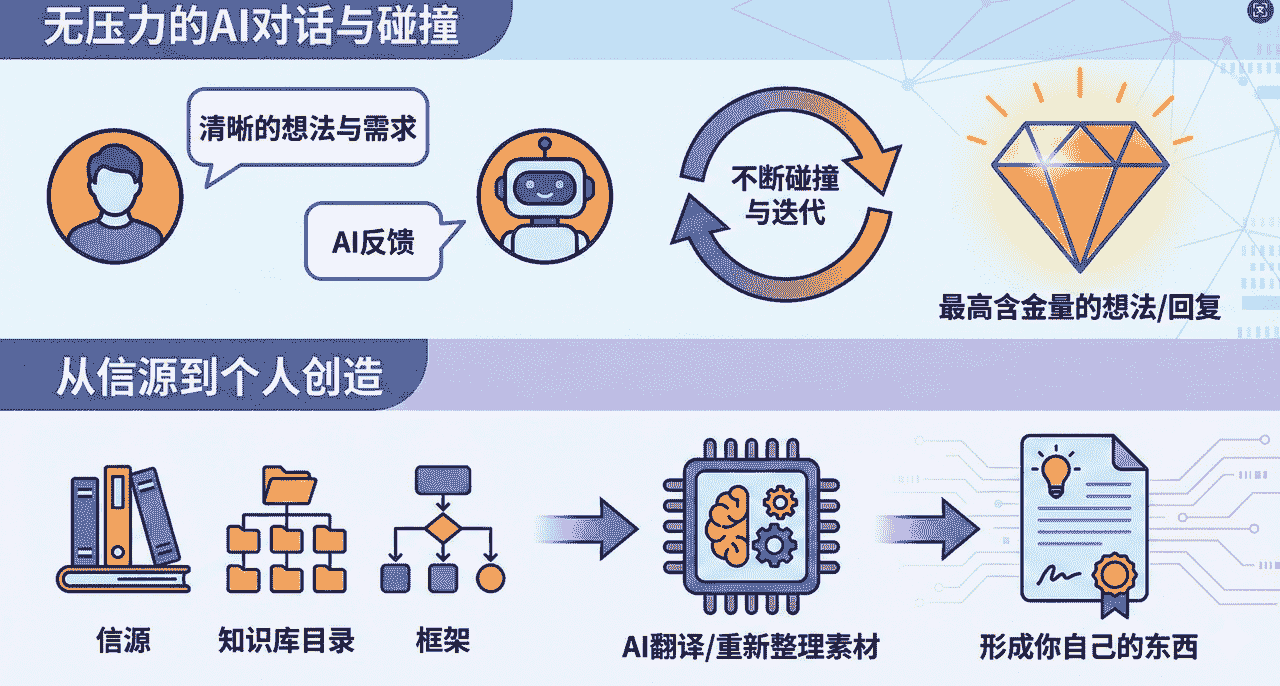 无压力的AI对话与碰撞
清晰的想法与需求
AI反馈
不断碰撞
与迭代
最高含金量的想法/回复
从信源到个人创造
信源
知识库目录
框架
AI翻译/重新整理素材
形成你自己的东西